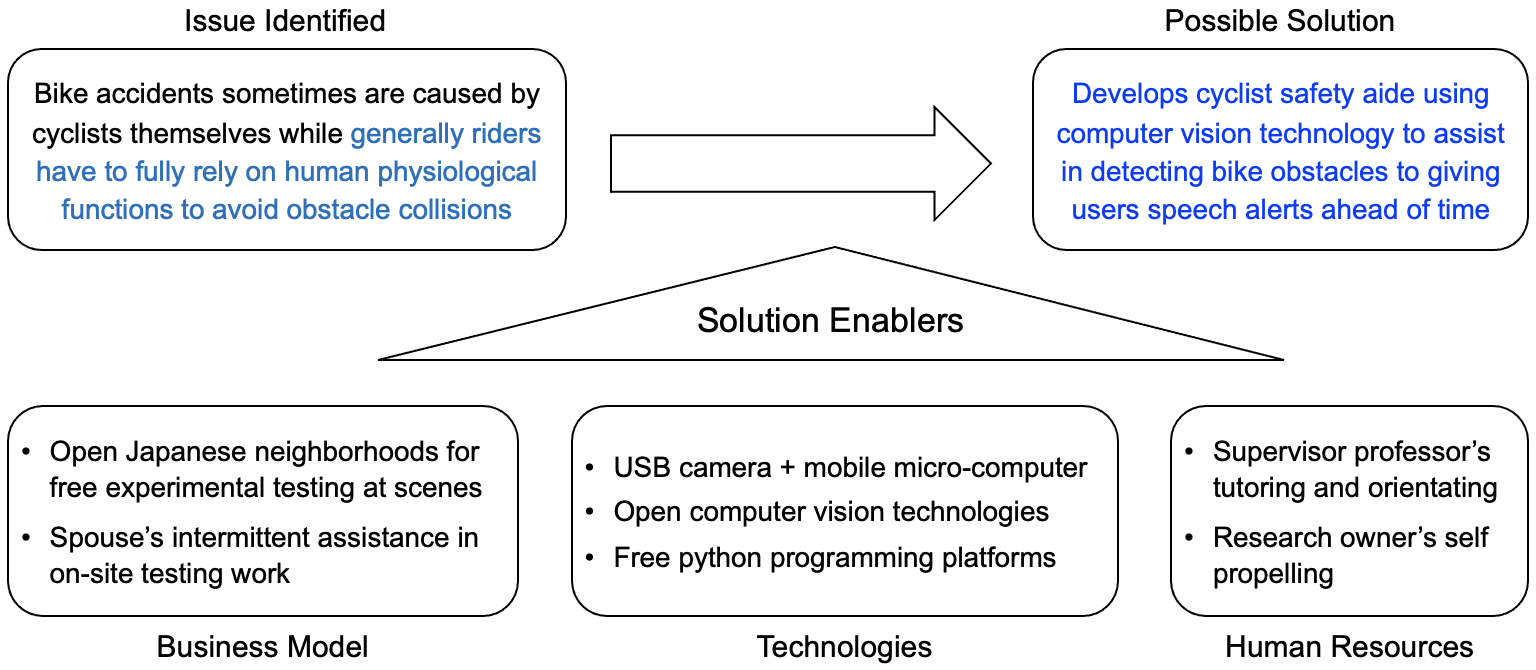 Issue Identified
Possible Solution
Bike accidents sometimes are caused by
cyclists themselves while generally riders
have to fully rely on human physiological
functions to avoid obstacle collisions
Develops cyclist safety aide using
computer vision technology to assist
in detecting bike obstacles to giving
users speech alerts ahead of time
Solution Enablers
• Open Japanese neighborhoods for
free experimental testing at scenes
• Spouse’s intermittent assistance in
on-site testing work
Business Model
• USB camera + mobile micro-computer
• Open computer vision technologies
• Free python programming platforms
Technologies
• Supervisor professor’s
tutoring and orientating
• Research owner’s self
propelling
Human Resources